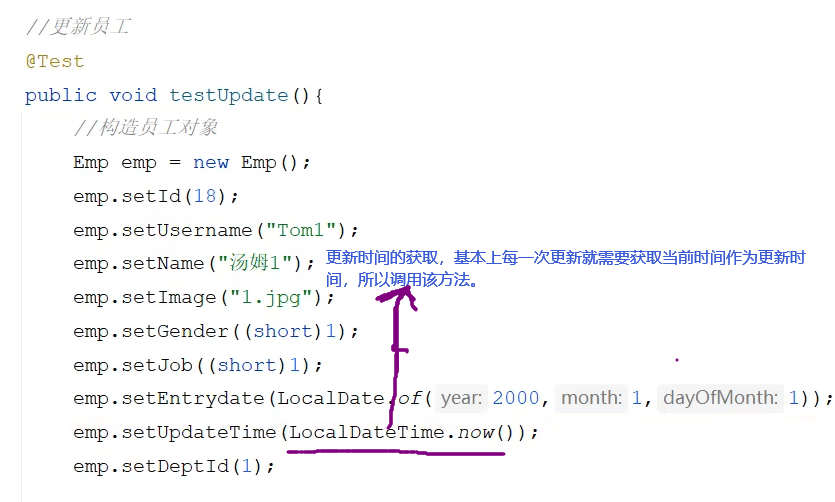 //更新员工
@Test
public void testUpdate(){
//构造员工对象
Emp emp = new Emp();
emp.setId(18);
emp.setUsername("Tom1");
emp.setName("汤姆1");
更新时间的获取，基本上每一次更新就需要获取当前时间作为更新时
间，所以调用该方法。
emp.setImage("1.jpg");
emp.setGender((short)1);
emp.setJob((short)1);
emp.setEntrydate(LocalDate.of( year: 2000, month: 1, dayOfMonth: 1));
emp.setUpdateTime(LocalDateTime.now());
emp.setDeptId(1);